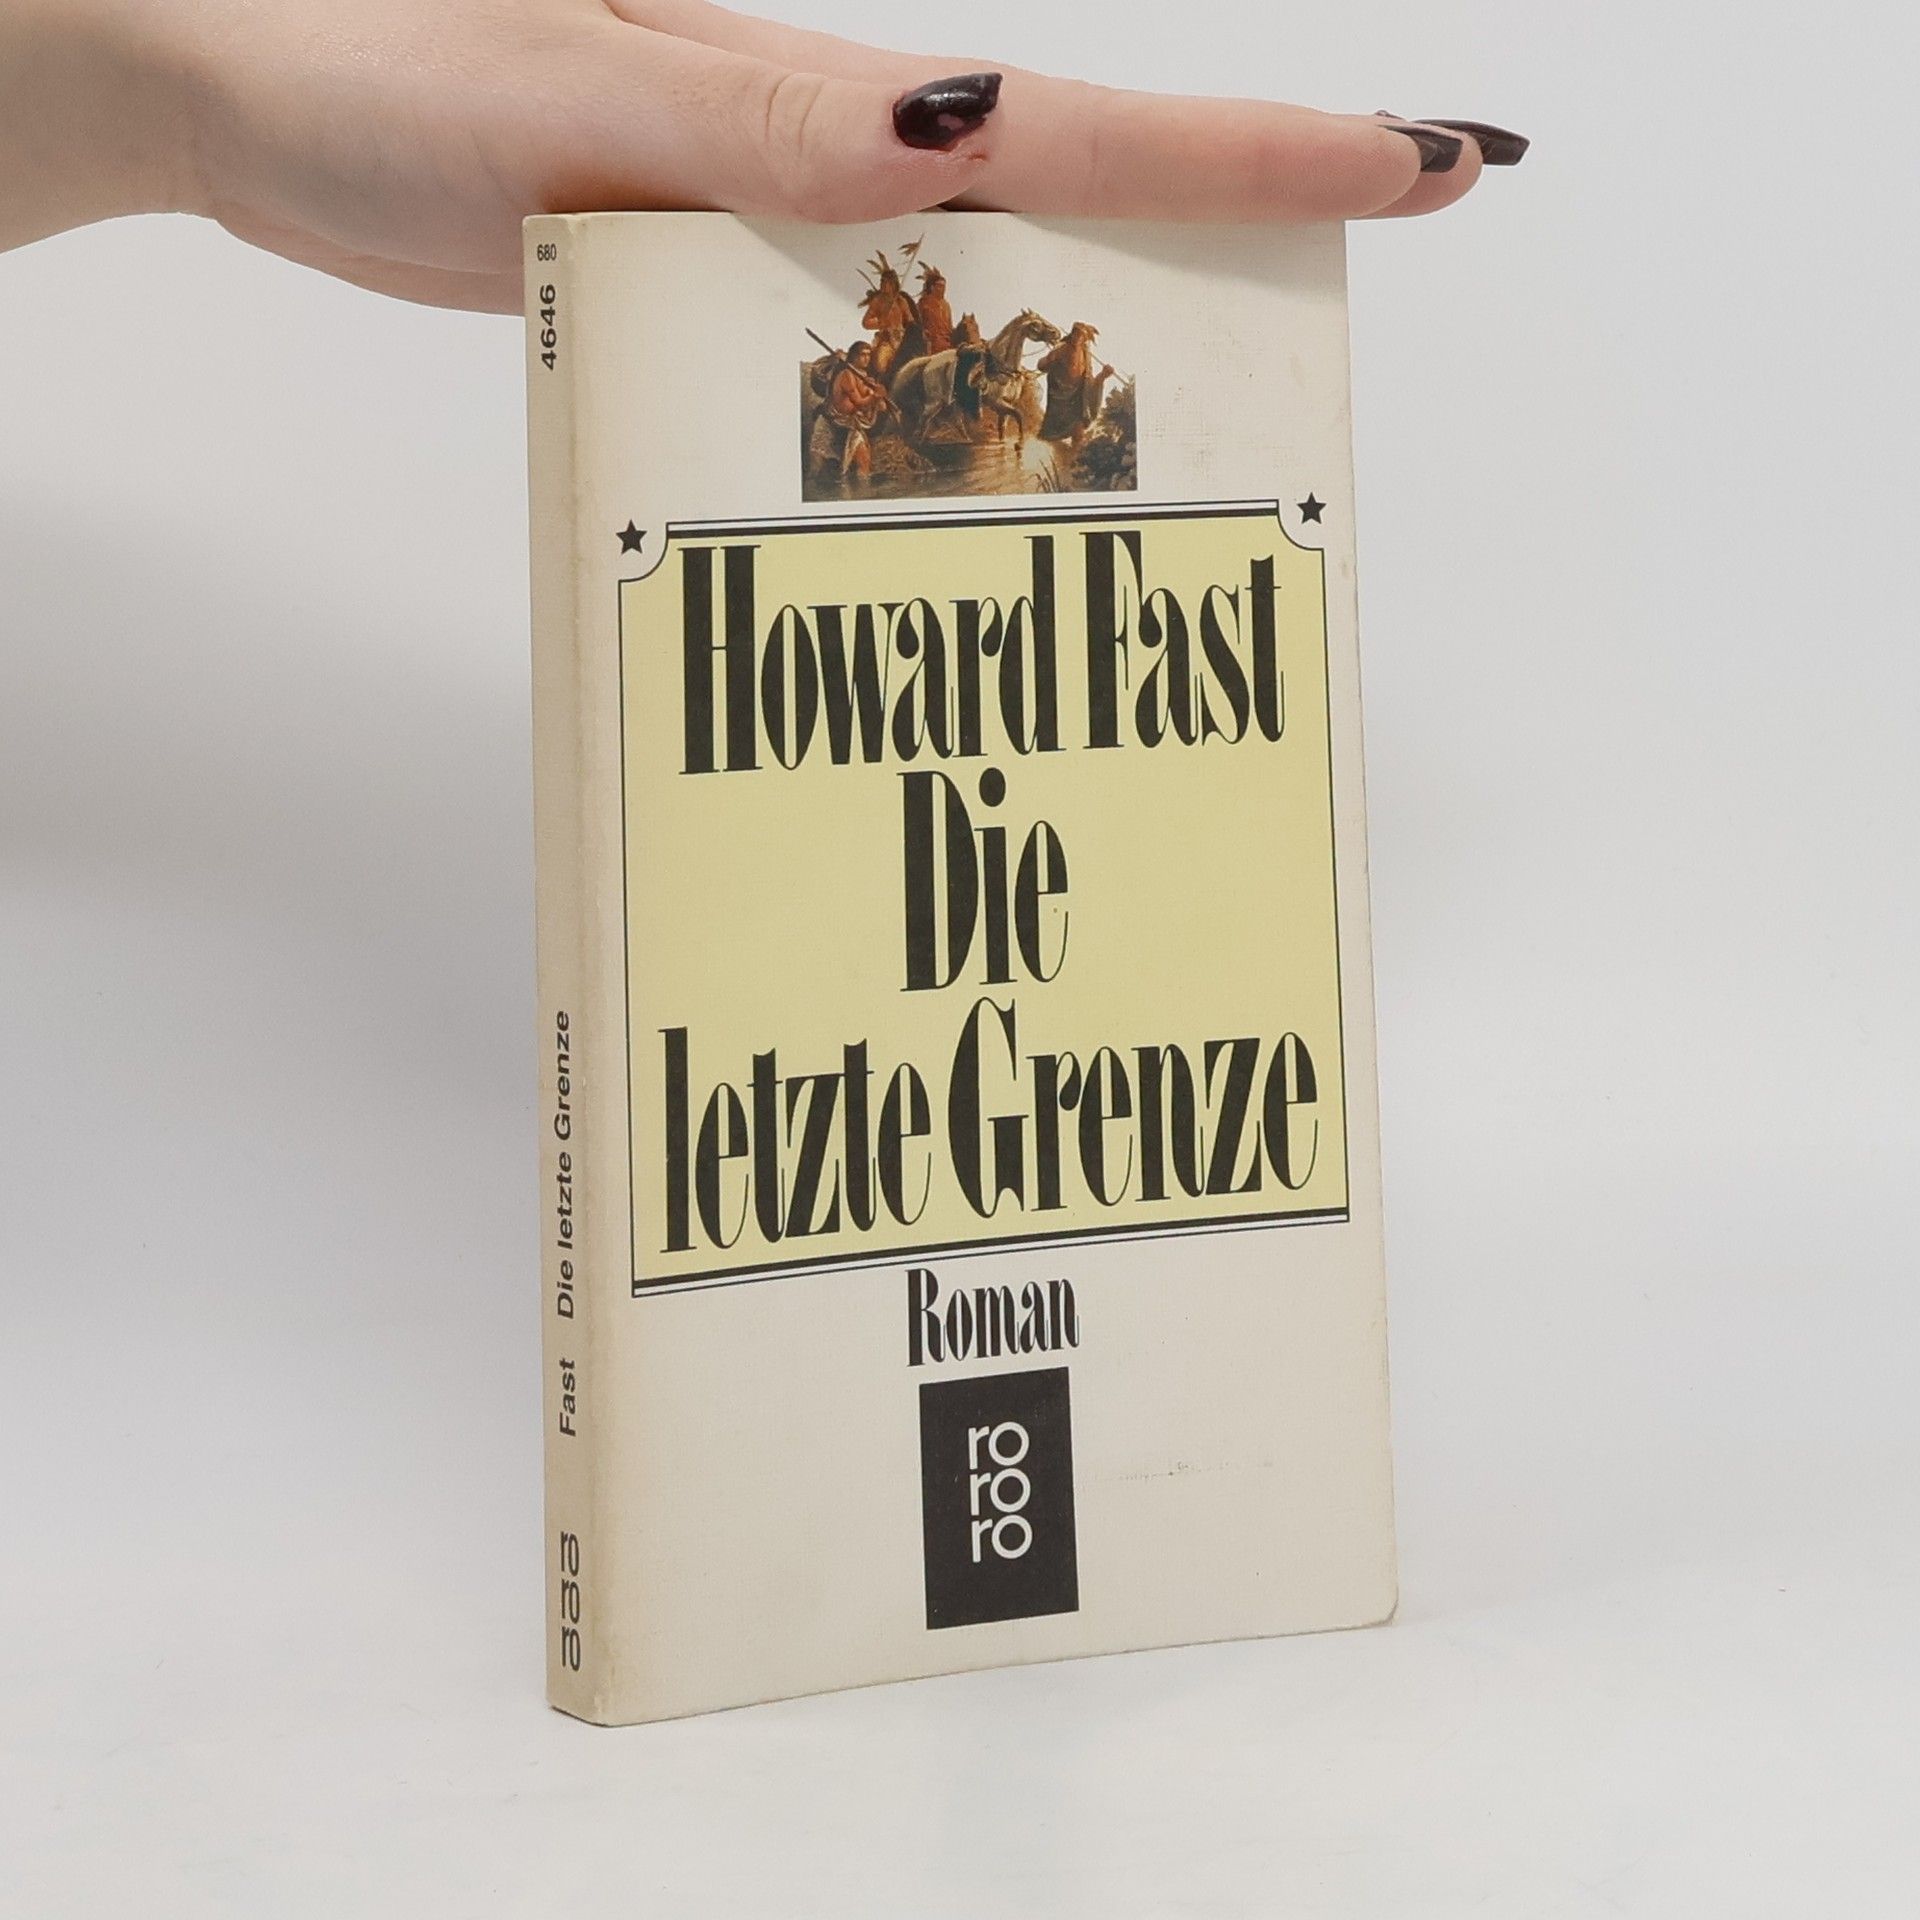 680
4646
Fast Die letzte Grenze
ro
ro
ro
Howard Fast
Die
letzte Grenze
Roman
ro
ro
ro